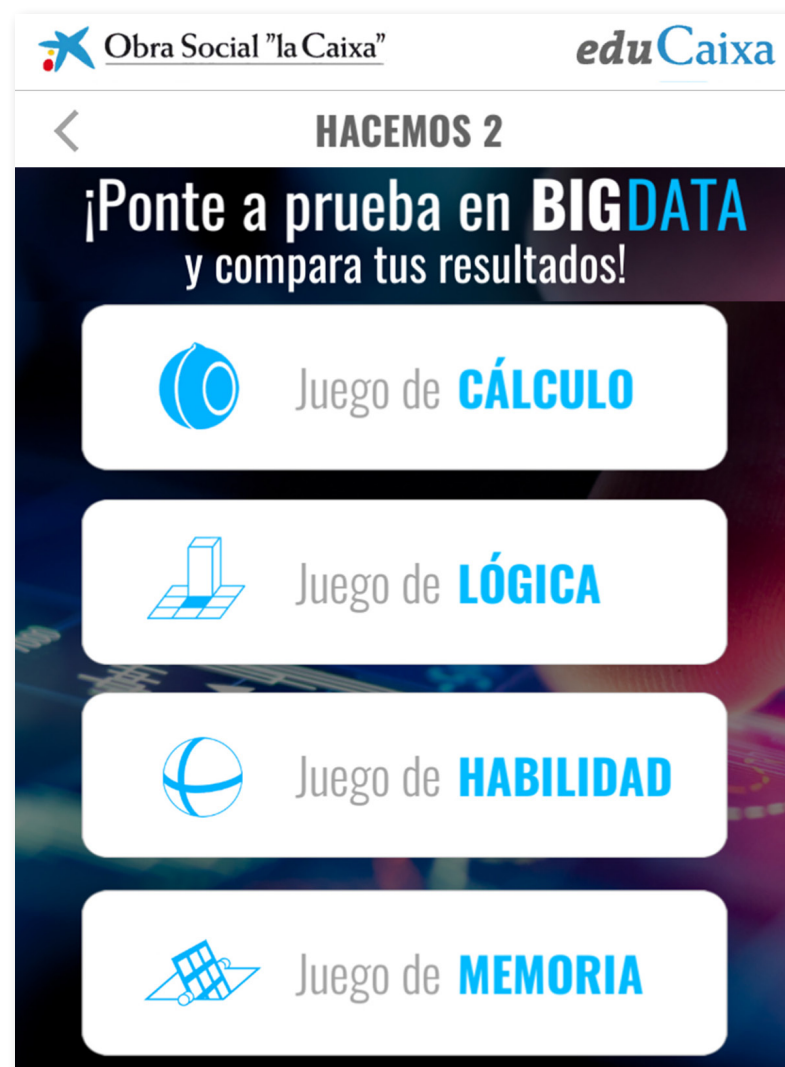 Obra Social "la Caixa"
eduCaixa
HACEMOS 2
¡Ponte a prueba en BIGDATA
y compara tus resultados!
Juego de CÁLCULO
Juego de LÓGICA
Juego de HABILIDAD
Juego de MEMORIA